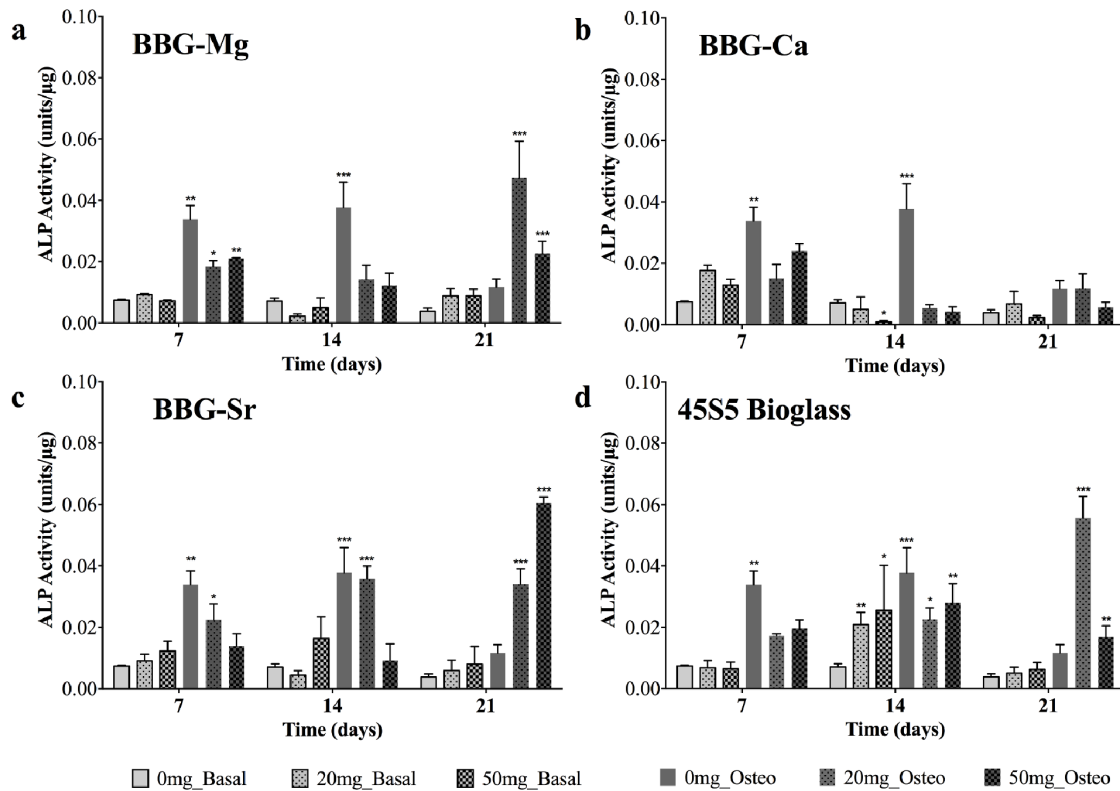 a
BBG-Mg
ALP Activity (units/µg)
0.10
0.08
0.06
0.04
0.02
0.00
**
*
**
***
***
***
7
14
21
Time (days)
b
BBG-Ca
ALP Activity (units/µg)
0.10
0.08
0.06
0.04
0.02
0.00
**
*
***
7
14
21
Time (days)
c
BBG-Sr
ALP Activity (units/µg)
0.10
0.08
0.06
0.04
0.02
0.00
**
*
***
***
***
***
7
14
21
Time (days)
d
45S5 Bioglass
ALP Activity (units/µg)
0.10
0.08
0.06
0.04
0.02
0.00
**
**
*
***
*
**
***
**
7
14
21
Time (days)
0mg_Basal
20mg_Basal
50mg_Basal
0mg_Osteo
20mg_Osteo
50mg_Osteo